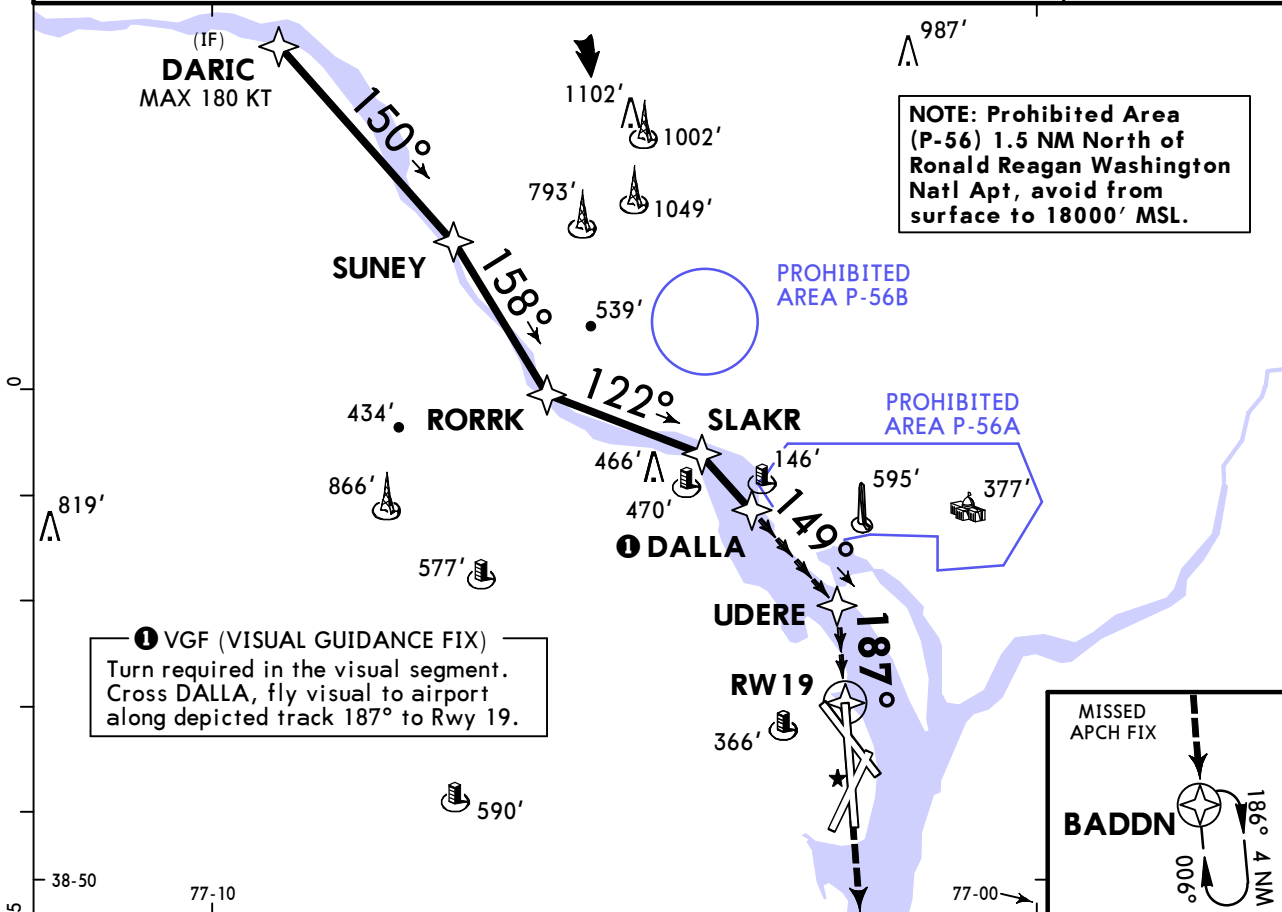 987'
(IF)
DARIC
MAX 180 KT
1102'
1002'
NOTE: Prohibited Area
(P-56) 1.5 NM North of
Ronald Reagan Washington
Natl Apt, avoid from
surface to 18000' MSL.
150°
793'
1049'
SUNEY
158°
PROHIBITED
AREA P-56B
539'
0
122°
RORRK
SLAKR
PROHIBITED
AREA P-56A
434'
466'
146'
866'
470'
595'
377'
819'
149°
1 DALLA
577'
UDERE
187°
1 VGF (VISUAL GUIDANCE FIX)
Turn required in the visual segment.
Cross DALLA, fly visual to airport
along depicted track 187° to Rwy 19.
RW19
366'
MISSED
APCH FIX
BADDN
186° 4 NM
006°
590'
38-50
77-10
77-00
5